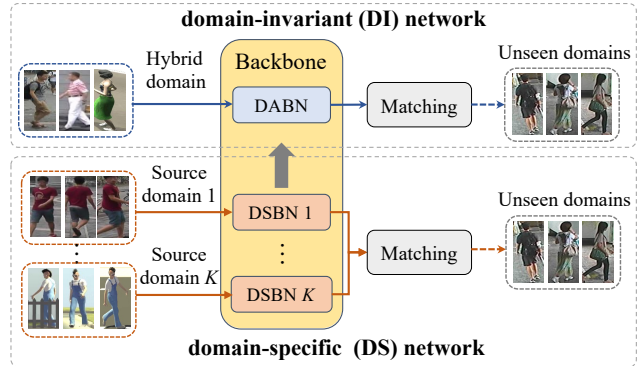 domain-invariant (DI) network
Hybrid
domain
Backbone
DABN
Matching
Unseen domains
Source
domain 1
DSBN 1
Source
domain K
DSBN K
Matching
Unseen domains
domain-specific (DS) network